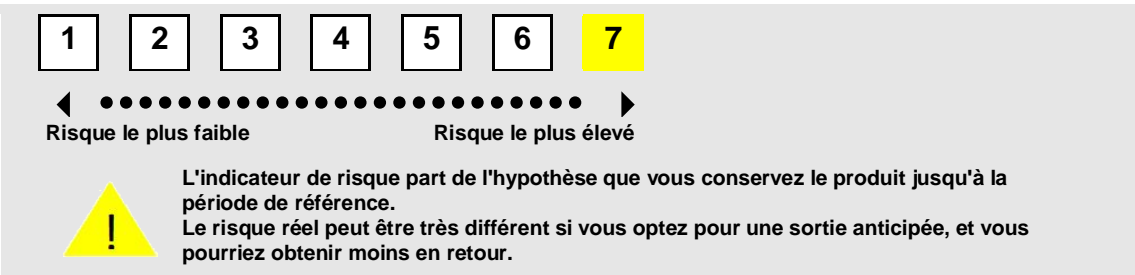 1 2 3 4 5 6 7
Risque le plus faible Risque le plus élevé
L'indicateur de risque part de l'hypothèse que vous conservez le produit jusqu'à la
période de référence.
Le risque réel peut être très différent si vous optez pour une sortie anticipée, et vous
!
pourriez obtenir moins en retour.